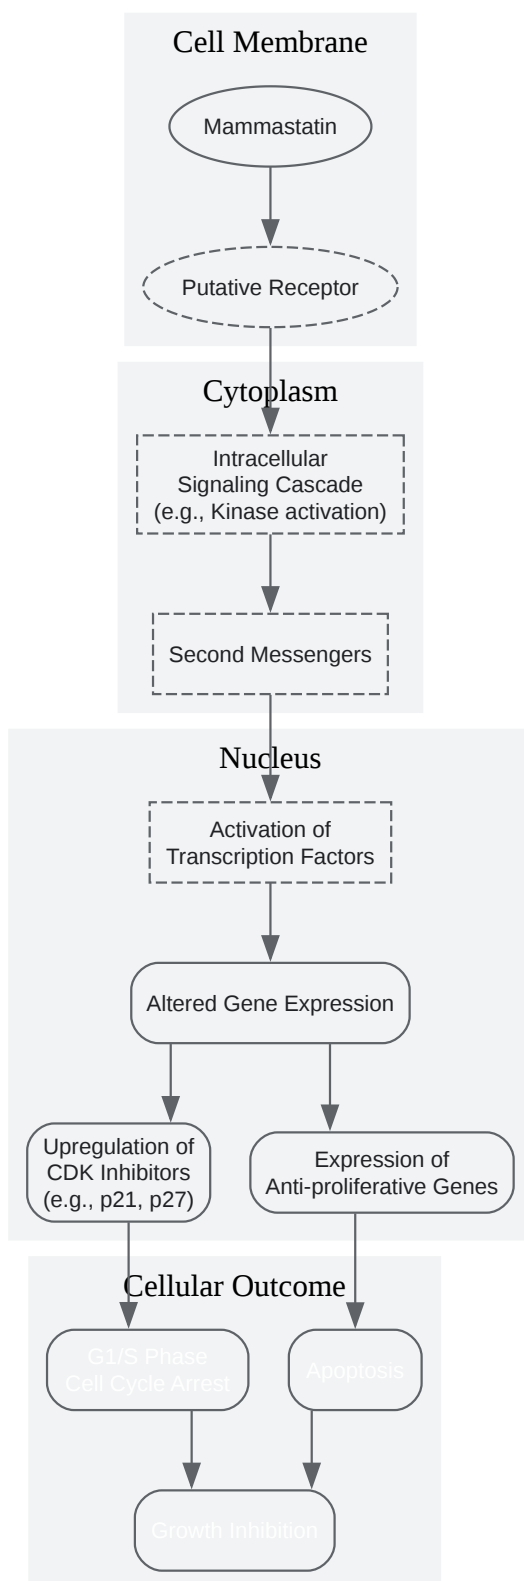 Cell Membrane
Mammastatin
Putative Receptor
Cytoplasm
Intracellular
Signaling Cascade
(e.g., Kinase activation)
Second Messengers
Nucleus
Activation of
Transcription Factors
Altered Gene Expression
Upregulation of
CDK Inhibitors
(e.g., p21, p27)
Expression of
Anti-proliferative Genes
Cellular Outcome
G1/S Phase
Cell Cycle Arrest
Apoptosis
Growth Inhibition